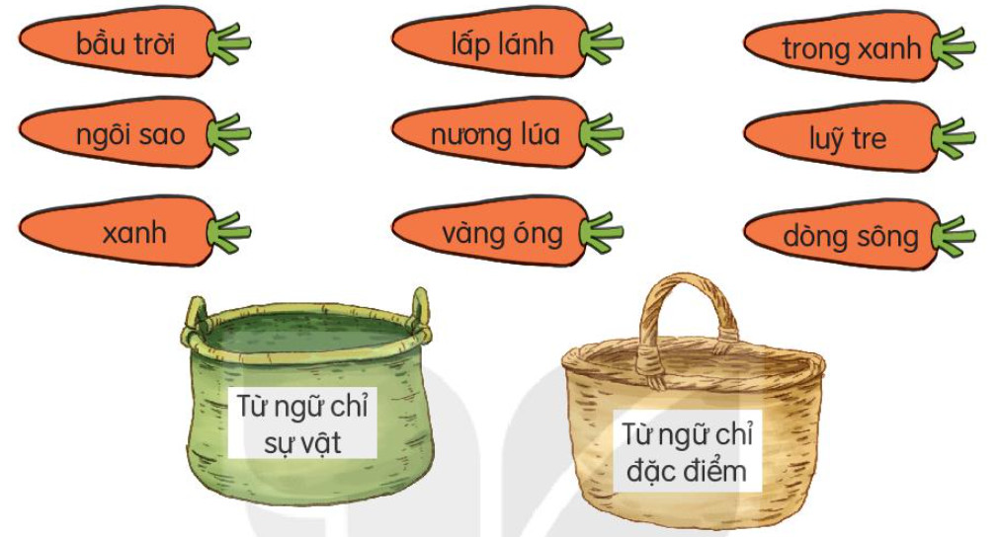 bầu trời
lấp lánh
trong xanh
ngôi sao
nương lúa
luỹ tre
xanh
vàng óng
dòng sông
Từ ngữ chỉ
sự vật
Từ ngữ chỉ
đặc điểm